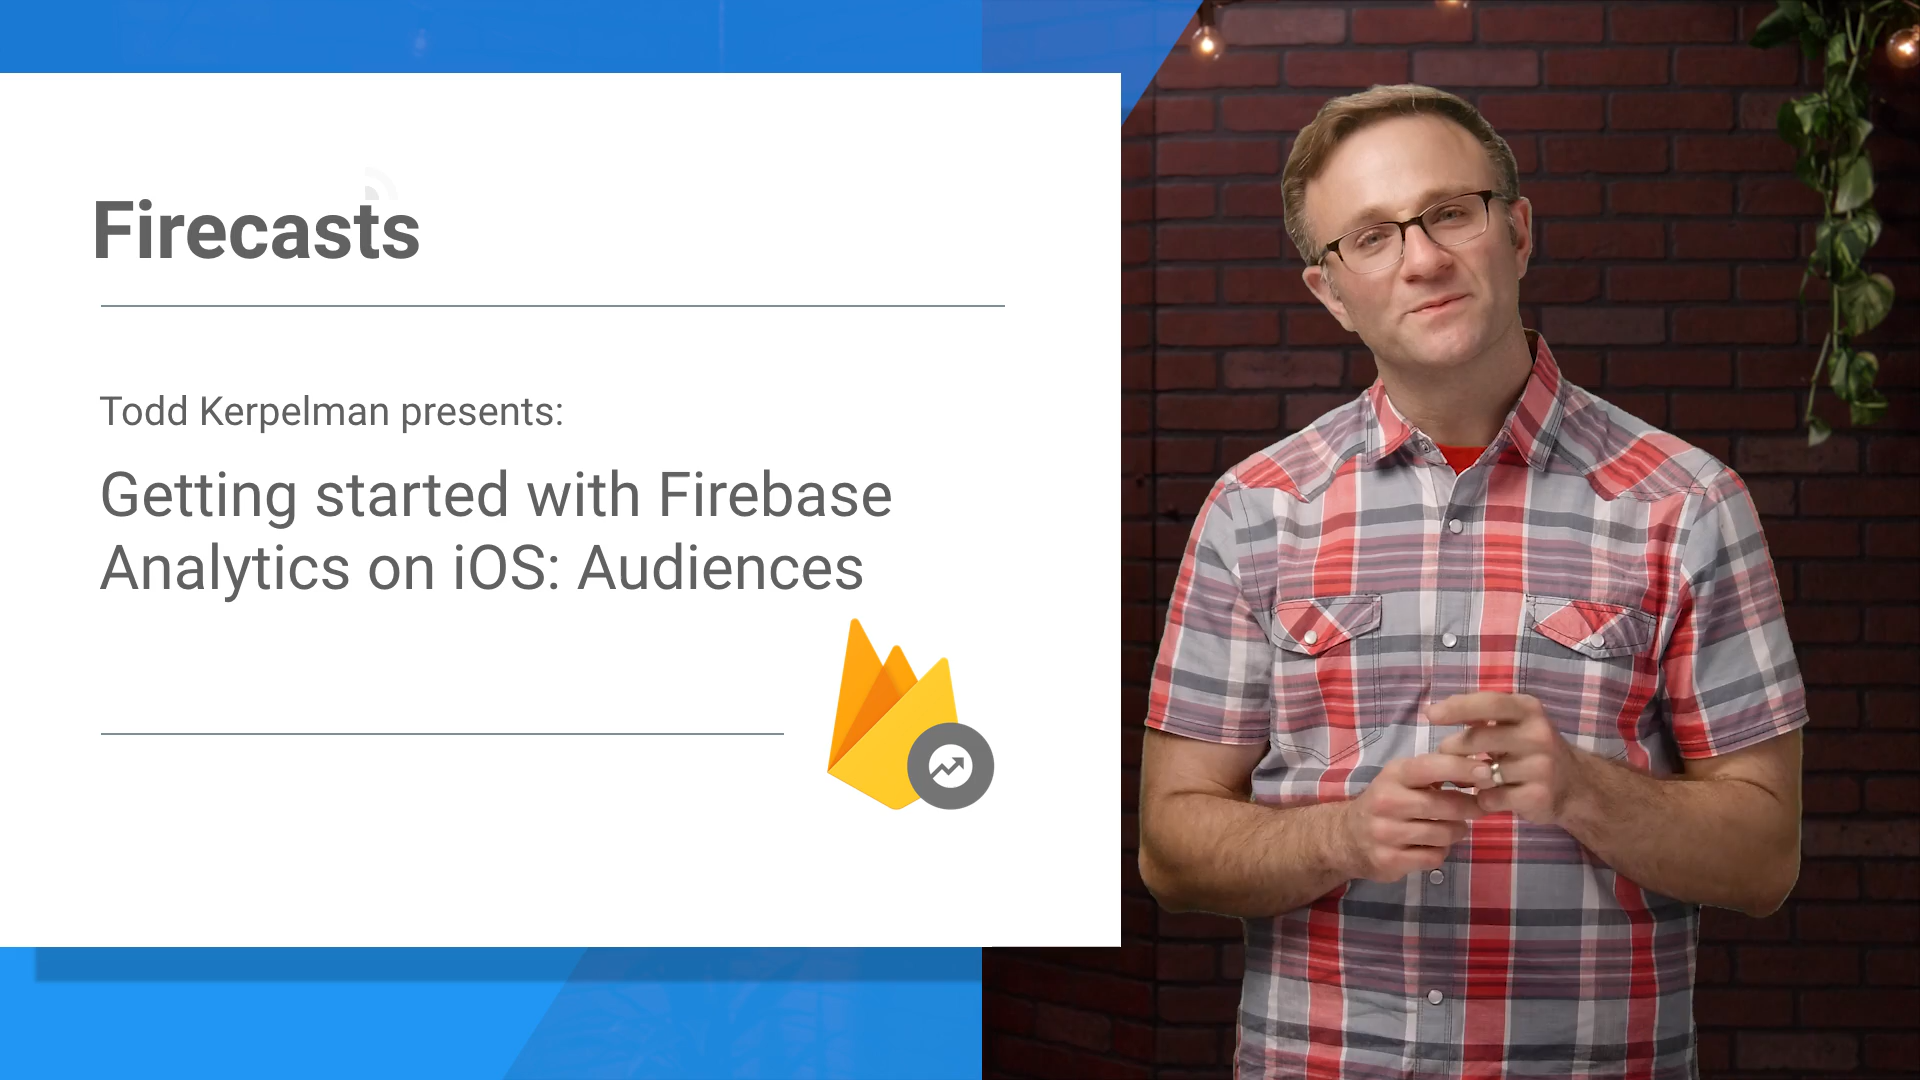 Firecasts
Todd Kerpelman presents:
Getting started with Firebase
Analytics on iOS: Audiences